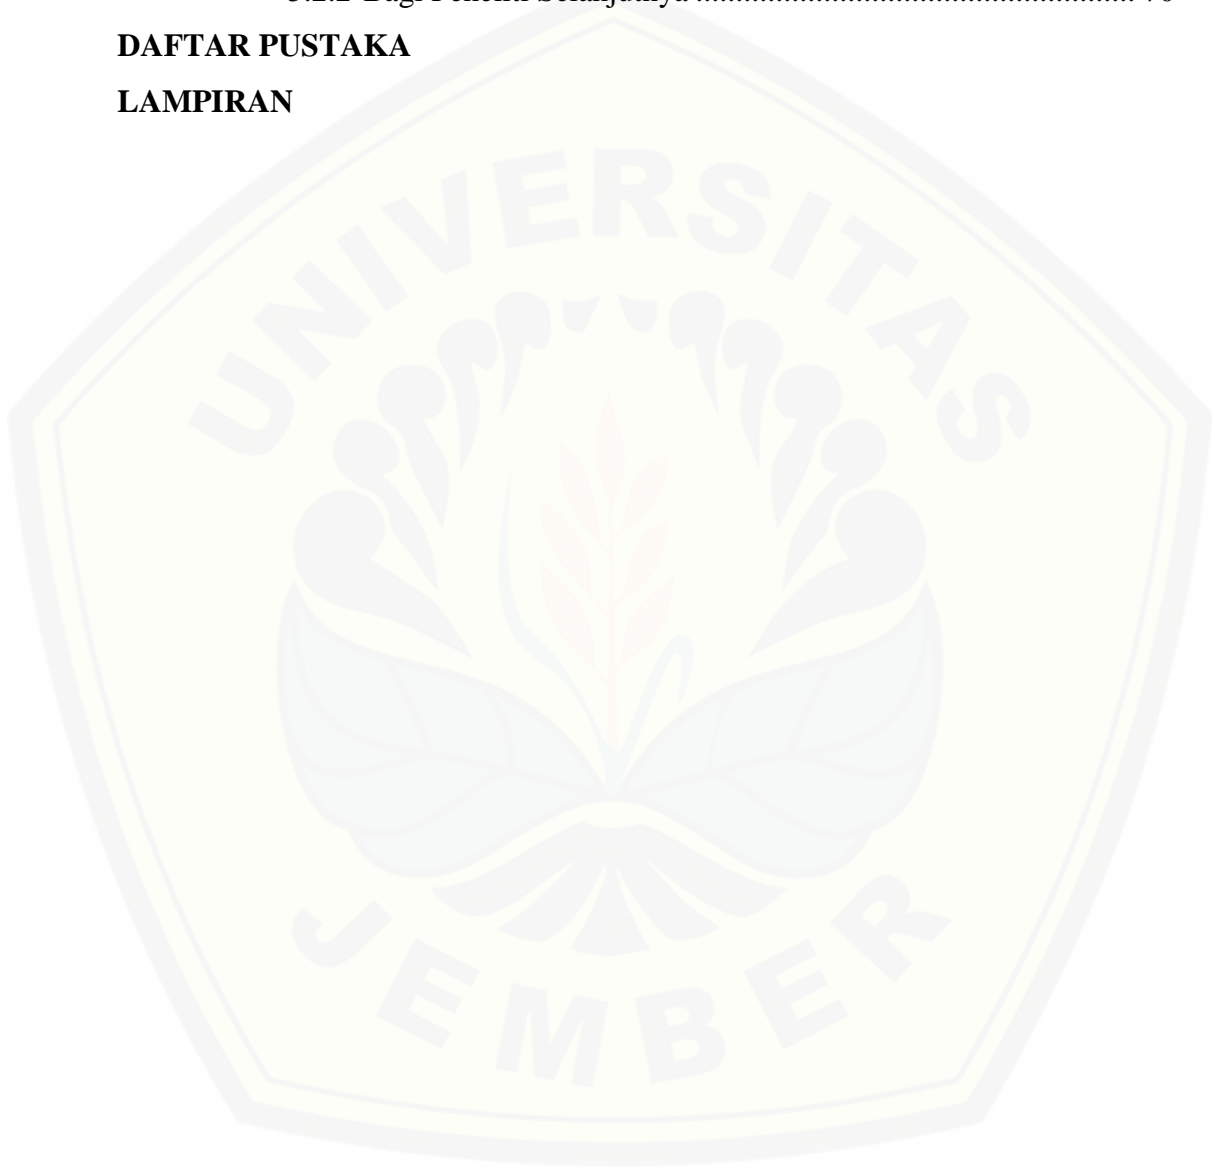 Bagi Peneliti Selanjutnya ..........................................................
DAFTAR PUSTAKA
LAMPIRAN
UNIVERSITAS
JEMBER